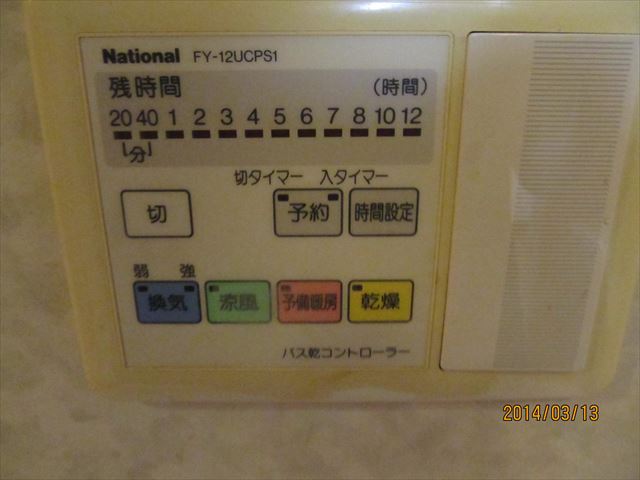 National FY-12UCPS1
残時間 (時間)
20 40 1 2 3 4 5 6 7 8 10 12
分
切タイマー 入タイマー
切 予約 時間設定
弱 強
換気 涼風 予備暖房 乾燥
バス乾コントローラー
2014/03/13